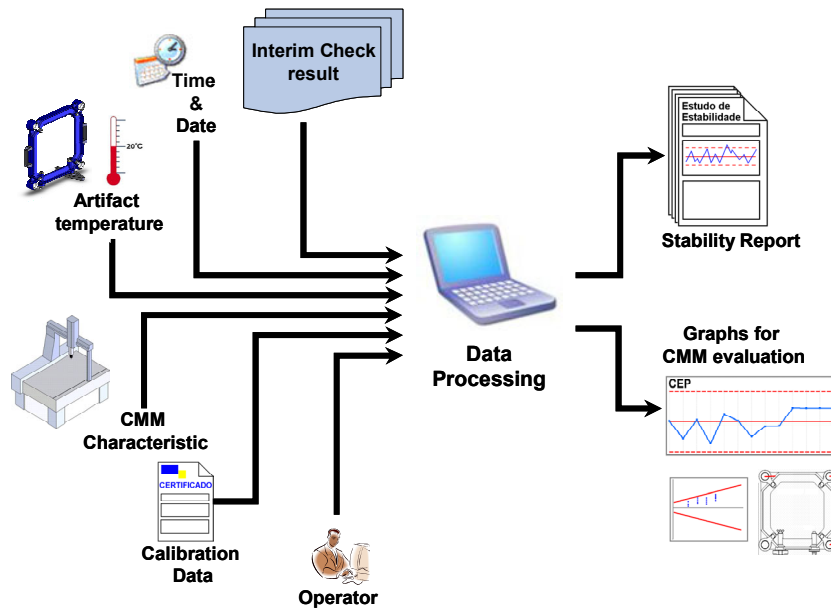 Interim Check
result
Time
&
Date
20°C
Artifact
temperature
CMM
Characteristic
CERTIFICADO
Calibration
Data
Operator
Data
Processing
Estudo de
Estabilidade
Stability Report
Graphs for
CMM evaluation
CEP